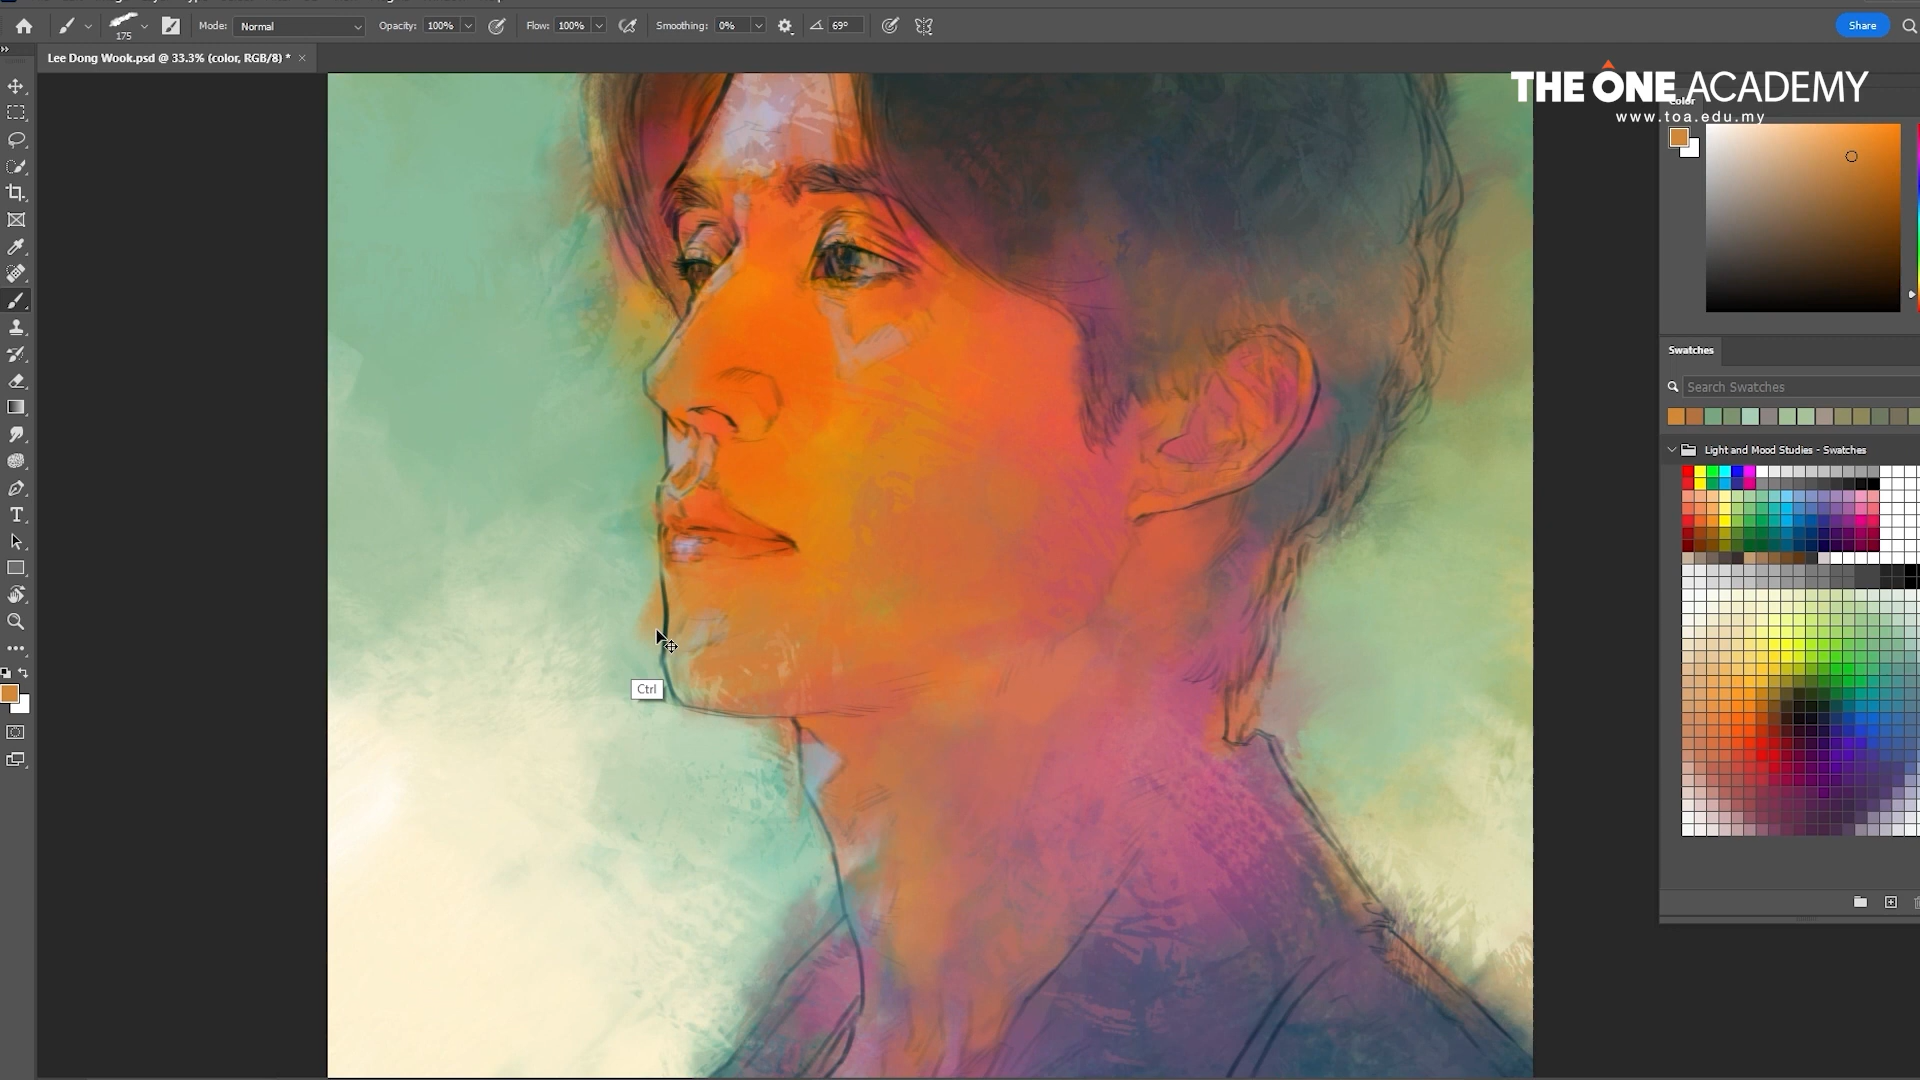 175
Mode: Normal
Opacity: 100%
Flow: 100%
Smoothing: 0%
69°
Share
Lee Dong Wook.psd @ 33.3% (color, RGB/8) * ×
THE ONE ACADEMY
www.toa.edu.my
Color
Swatches
Search Swatches
Light and Mood Studies - Swatches
Ctrl